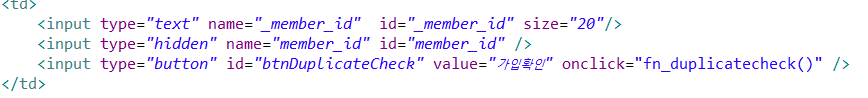 <td>
<input type="text" name="_member_id"  id="_member_id" size="20"/>
<input type="hidden" name="member_id" id="member_id" />
<input type="button" id="btnDuplicateCheck" value="가입확인" onclick="fn_duplicatecheck()" />
</td>